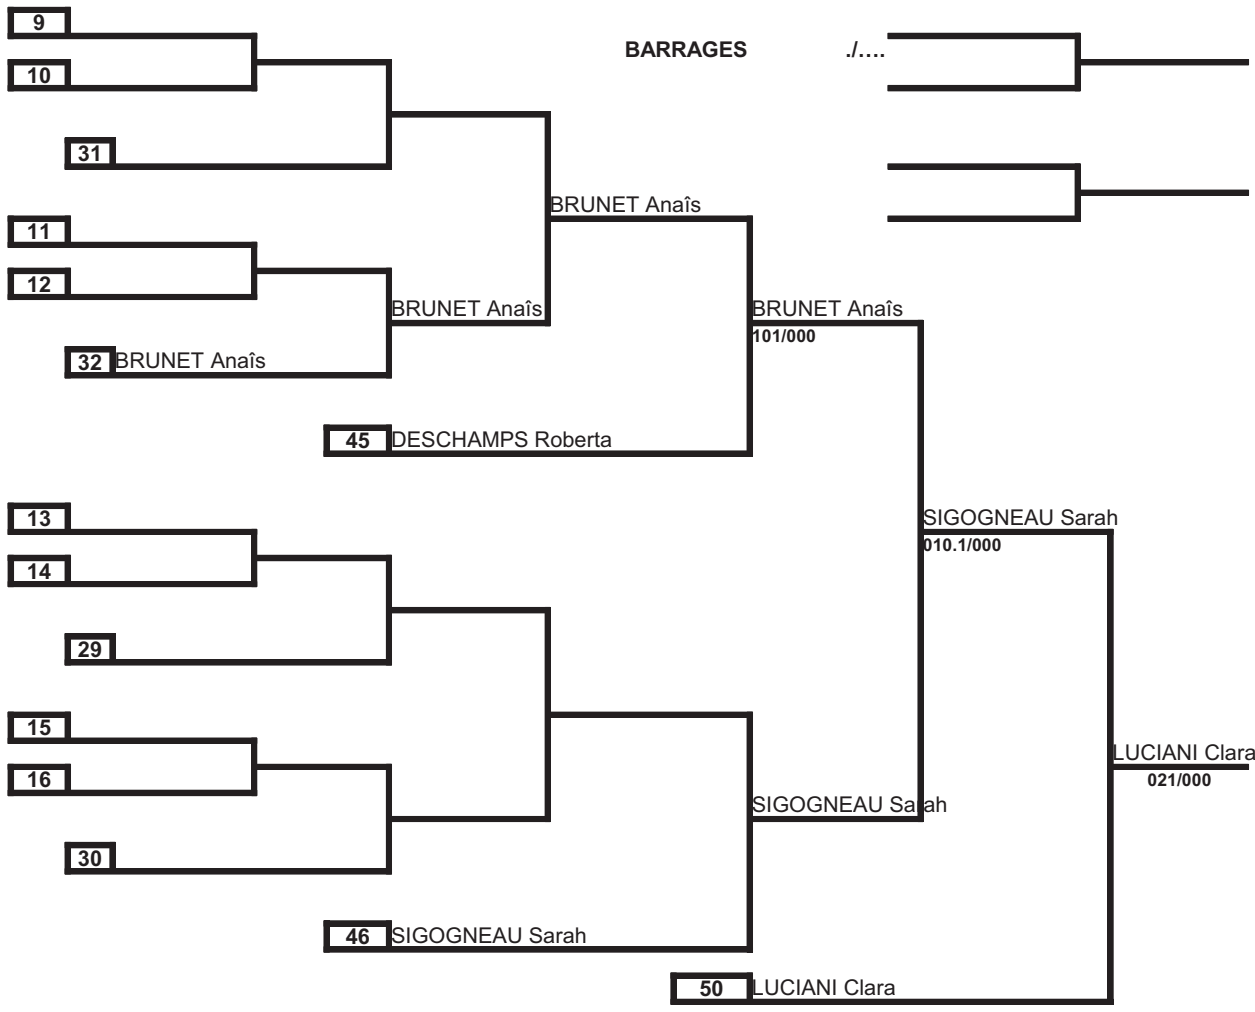 9
BARRAGES ./....
10
31
BRUNET Anaîs
11
12
BRUNET Anaîs
BRUNET Anaîs
101/000
32 BRUNET Anaîs
45 DESCHAMPS Roberta
13
SIGOGNEAU Sarah
010.1/000
14
29
15
LUCIANI Clara
16
021/000
SIGOGNEAU Sarah
30
46 SIGOGNEAU Sarah
50 LUCIANI Clara